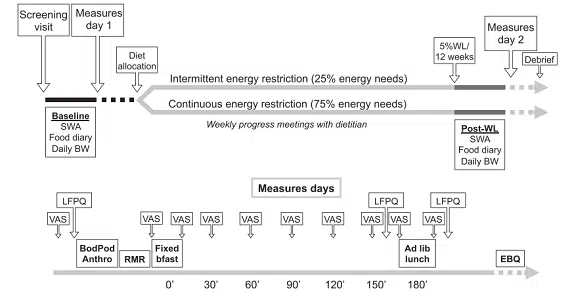 Screening
visit
Measures
day 1
Diet
allocation
5%WL/
12 weeks
Measures
day 2
Debrief
Intermittent energy restriction (25% energy needs)
Continuous energy restriction (75% energy needs)
Weekly progress meetings with dietitian
Baseline
SWA
Food diary
Daily BW
Post-WL
SWA
Food diary
Daily BW
Measures days
LFPQ
LFPQ
LFPQ
VAS
VAS
VAS
VAS
VAS
VAS
VAS
VAS
VAS
VAS
BodPod
Anthro
RMR
Fixed
bfast
Ad lib
lunch
EBQ
0' 30' 60' 90' 120' 150' 180'